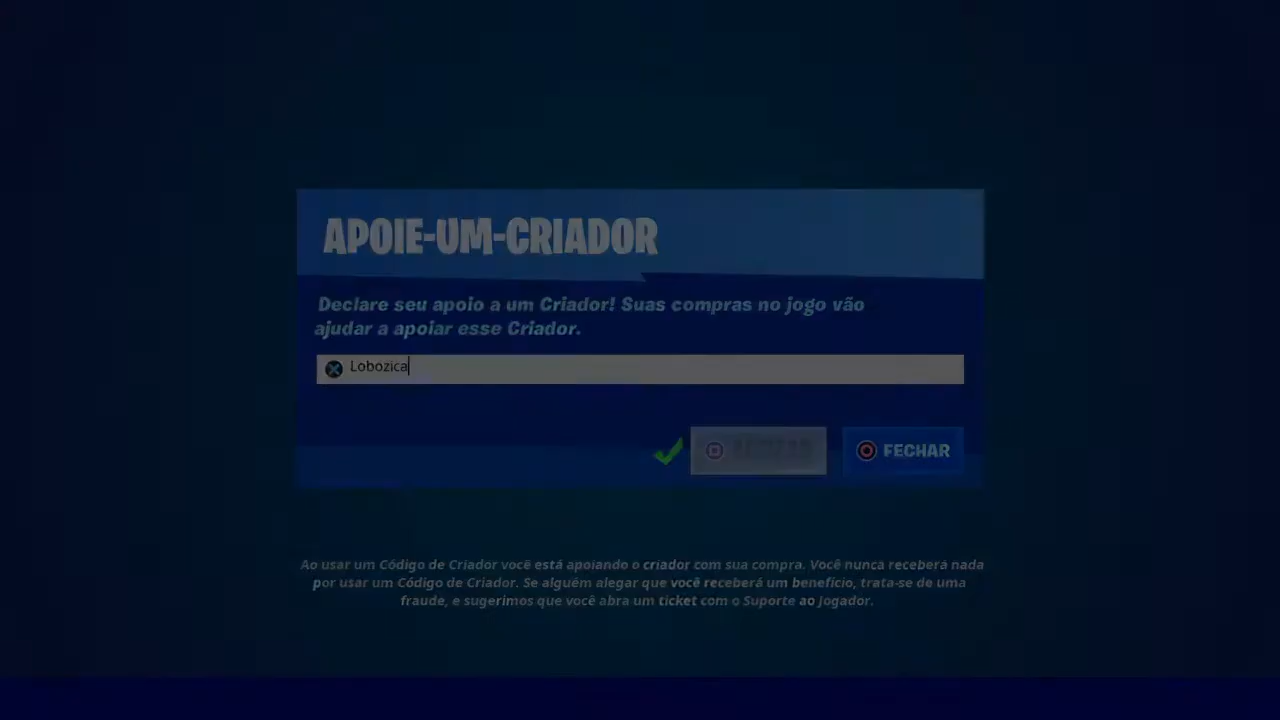 APOIE-UM-CRIADOR
Declare seu apoio a um Criador! Suas compras no jogo vão
ajudar a apoiar esse Criador.
Lobozica
FECHAR
Ao usar um Código de Criador você está apoiando o criador com sua compra. Você nunca receberá nada
por usar um Código de Criador. Se alguém alegar que você receberá um benefício, trata-se de uma
fraude, e sugerimos que você abra um ticket com o Suporte ao Jogador.